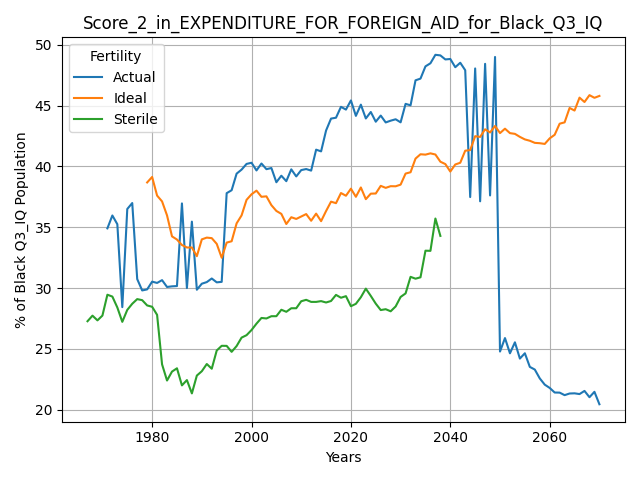 Score_2_in_EXPENDITURE_FOR_FOREIGN_AID_for_Black_Q3_IQ
Fertility
Actual
Ideal
Sterile
% of Black Q3_IQ Population
50
45
40
35
30
25
20
1980
2000
2020
2040
2060
Years